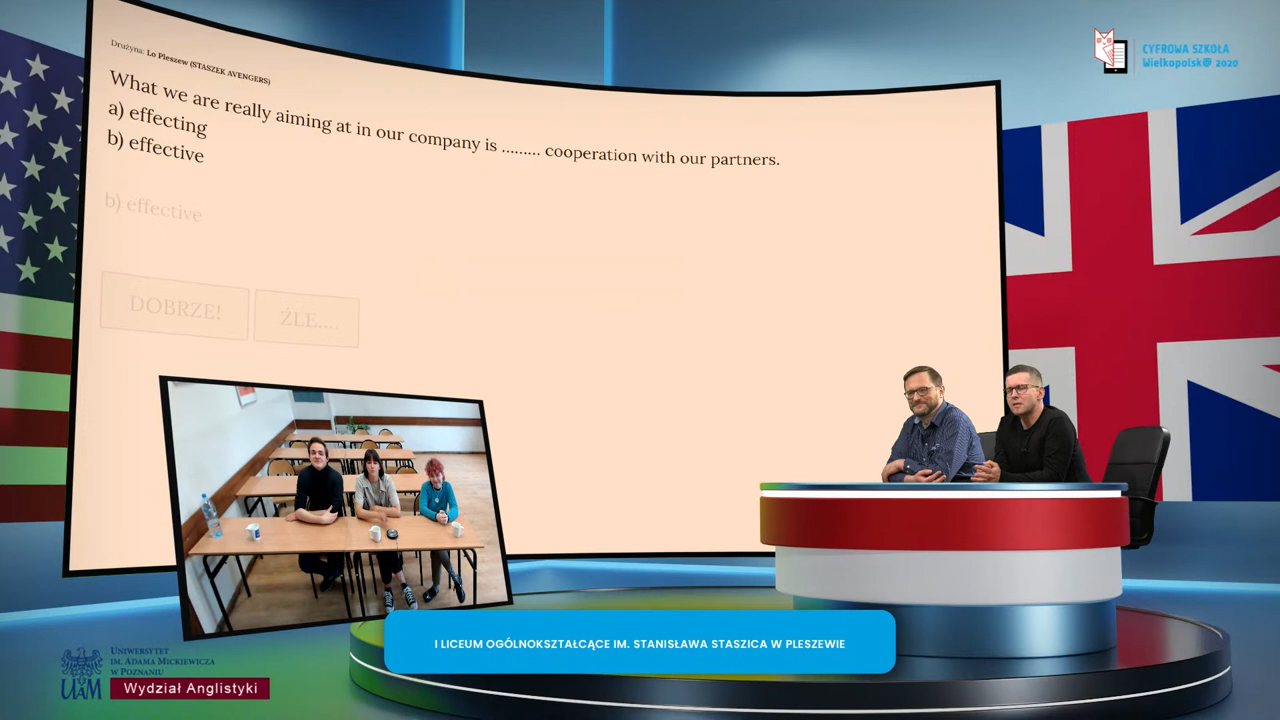 Drużyna: Lo Pleszew (STASZEK AVENGERS)
What we are really aiming at in our company is ......... cooperation with our partners.
a) effecting
b) effective
b) effective
DOBRZE!
ŹLE...
CYFROWA SZKOŁA
Wielkopolsk@ 2020
I LICEUM OGÓLNOKSZTAŁCĄCE IM. STANISŁAWA STASZICA W PLESZEWIE
UNIWERSYTET
IM. ADAMA MICKIEWICZA
W POZNANIU
UAM
Wydział Anglistyki